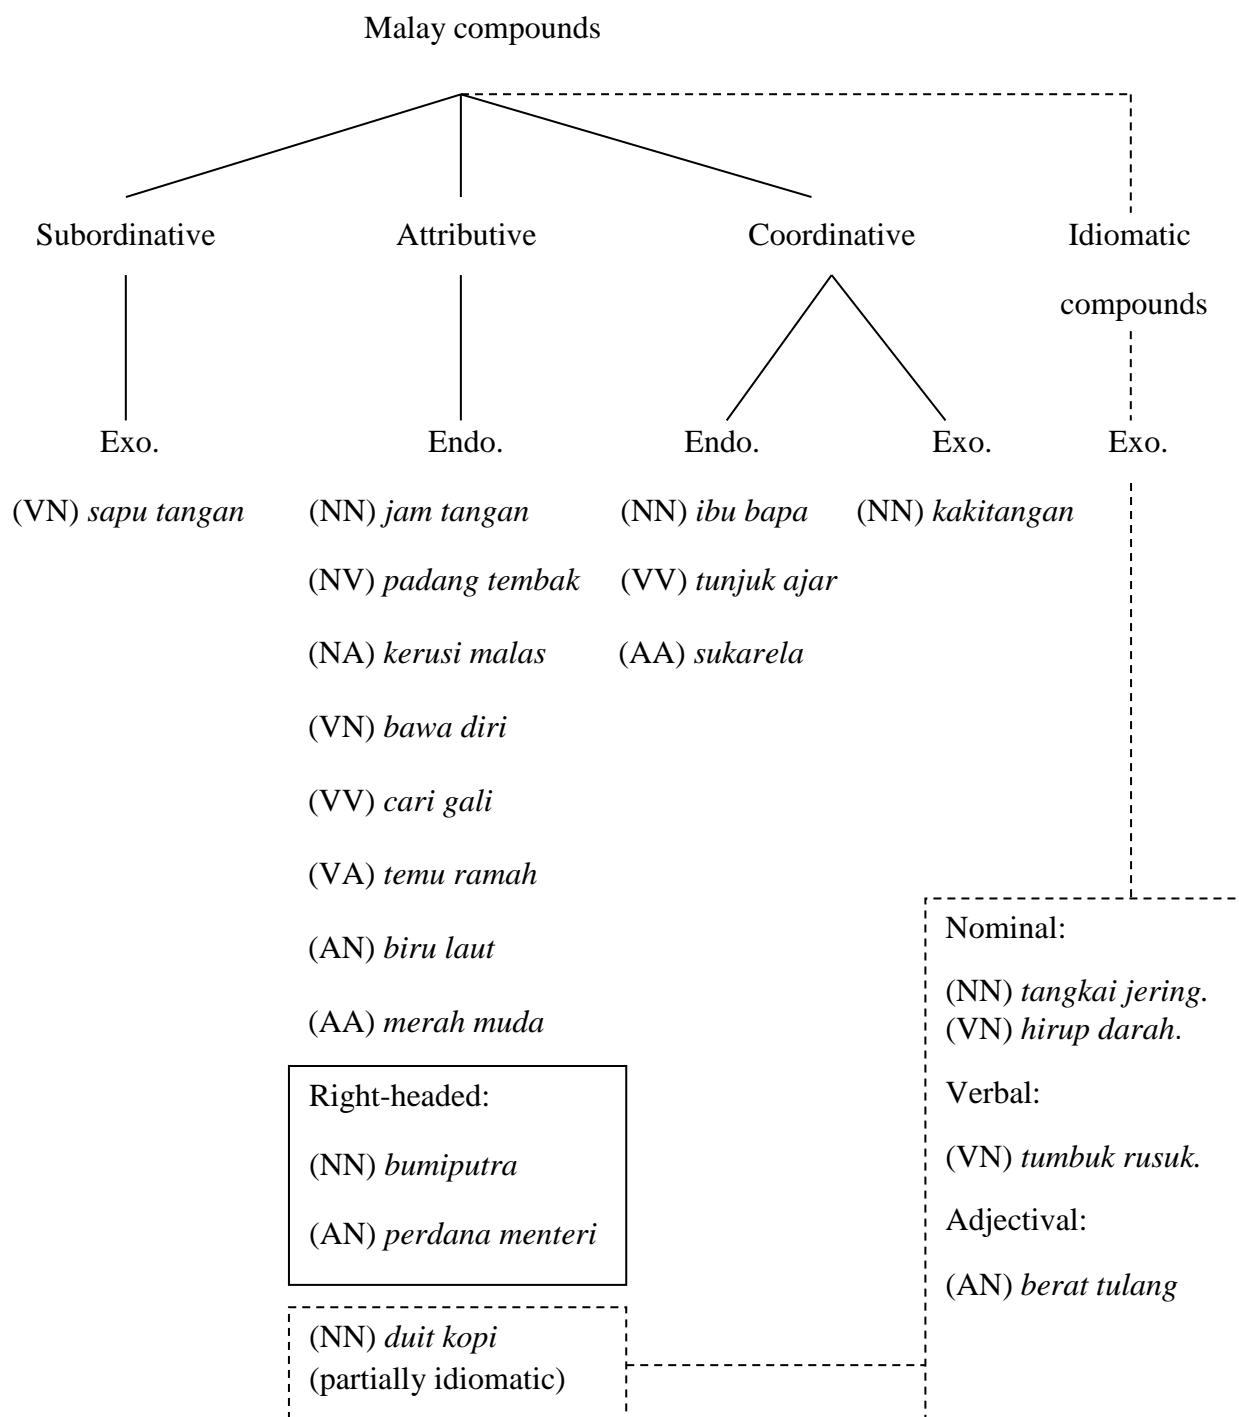 Malay compounds
Subordinative
Attributive
Coordinative
Idiomatic
compounds
Exo.
Endo.
Endo.
Exo.
Exo.
(VN) sapu tangan
(NN) jam tangan
(NN) ibu bapa
(NN) kakitangan
(NV) padang tembak
(VV) tunjuk ajar
(NA) kerusi malas
(AA) sukarela
(VN) bawa diri
(VV) cari gali
(VA) temu ramah
(AN) biru laut
(AA) merah muda
Right-headed:
(NN) bumiputra
(AN) perdana menteri
(NN) duit kopi
(partially idiomatic)
Nominal:
(NN) tangkai jering.
(VN) hirup darah.
Verbal:
(VN) tumbuk rusuk.
Adjectival:
(AN) berat tulang